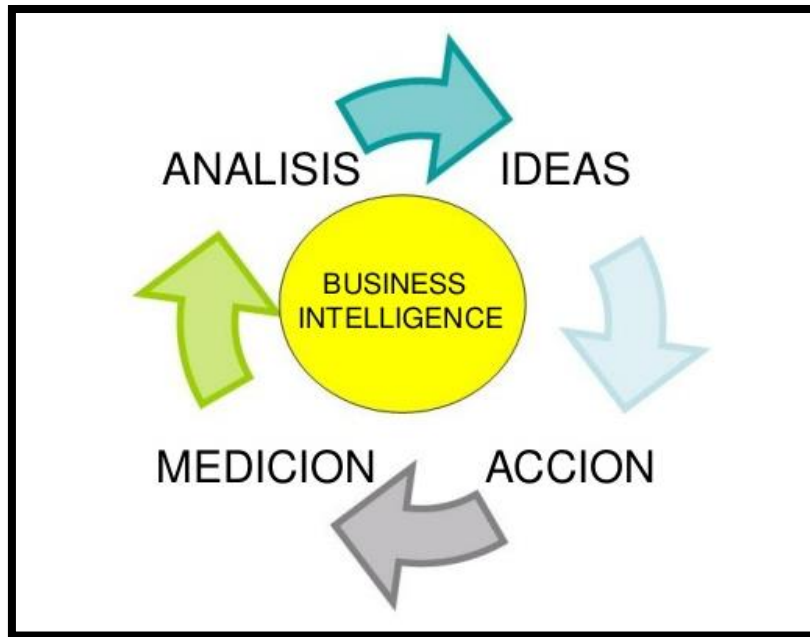 ANALISIS
IDEAS
BUSINESS
INTELLIGENCE
MEDICION
ACCION